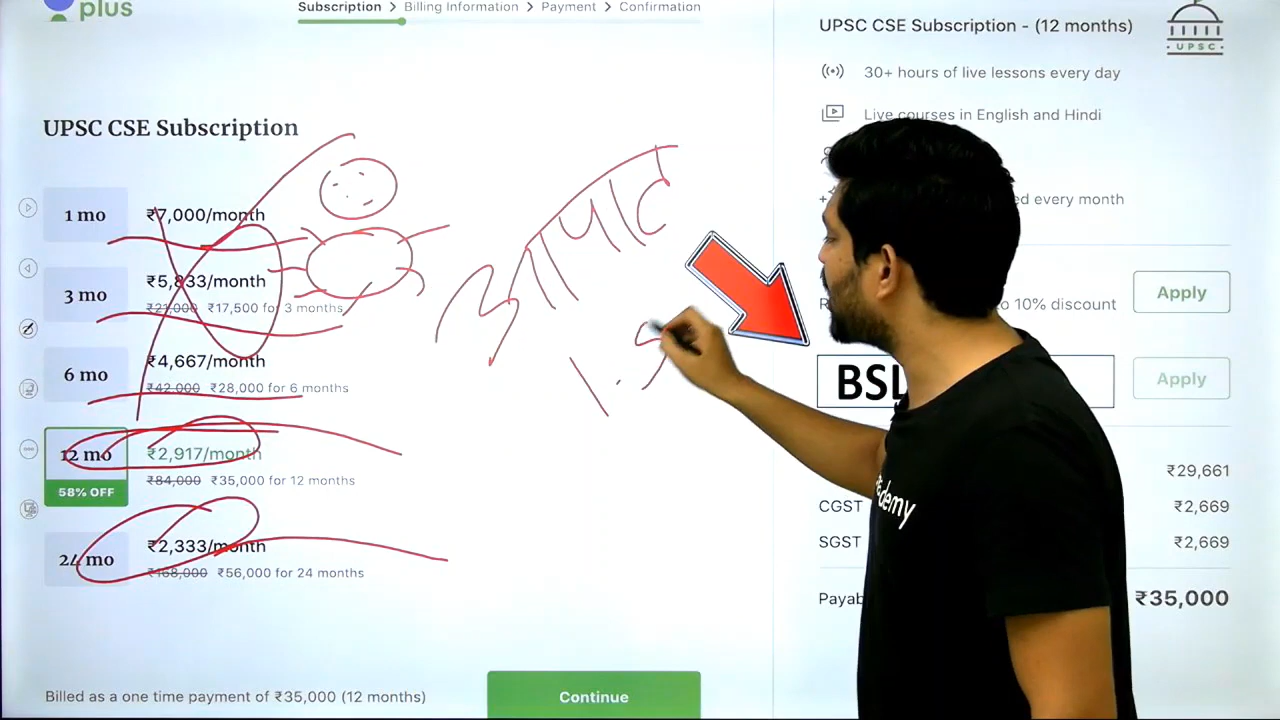 plus
Subscription > Billing Information > Payment > Confirmation
UPSC CSE Subscription
1 mo ₹7,000/month
3 mo ₹5,833/month
₹21,000 ₹17,500 for 3 months
6 mo ₹4,667/month
₹42,000 ₹28,000 for 6 months
12 mo ₹2,917/month
58% OFF ₹84,000 ₹35,000 for 12 months
24 mo ₹2,333/month
₹168,000 ₹56,000 for 24 months
Billed as a one time payment of ₹35,000 (12 months)
Continue
UPSC CSE Subscription - (12 months)
UPSC
30+ hours of live lessons every day
Live courses in English and Hindi
ed every month
to 10% discount
Apply
BSL
Apply
₹29,661
CGST ₹2,669
SGST ₹2,669
Payab ₹35,000
demy